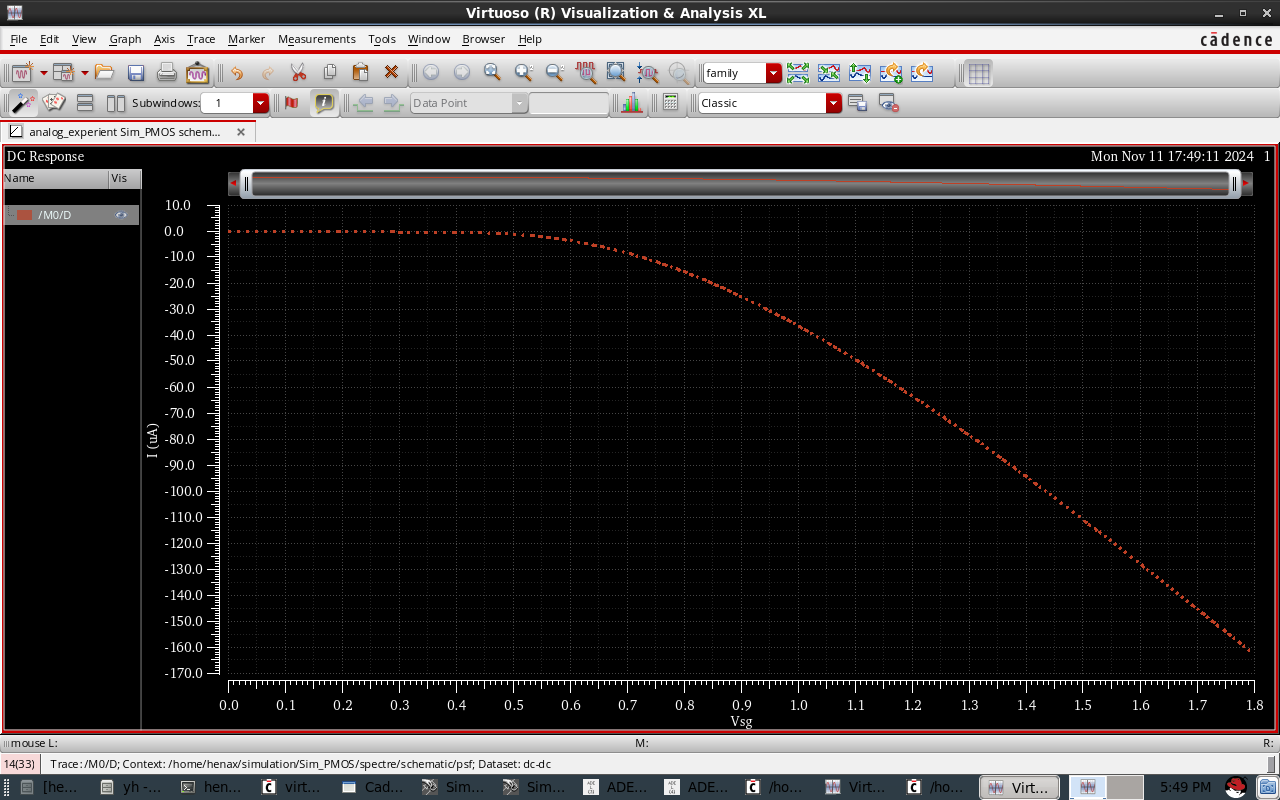 Virtuoso (R) Visualization & Analysis XL
File Edit View Graph Axis Trace Marker Measurements Tools Window Browser Help
cādence
family
Subwindows: 1
Data Point
Classic
analog_experient Sim_PMOS schem...
DC Response
Mon Nov 11 17:49:11 2024 1
Name Vis
/M0/D
10.0
0.0
-10.0
-20.0
-30.0
-40.0
-50.0
-60.0
-70.0
-80.0
-90.0
-100.0
-110.0
-120.0
-130.0
-140.0
-150.0
-160.0
-170.0
I (uA)
0.0 0.1 0.2 0.3 0.4 0.5 0.6 0.7 0.8 0.9 1.0 1.1 1.2 1.3 1.4 1.5 1.6 1.7 1.8
Vsg
mouse L: M: R:
14(33) Trace: /M0/D; Context: /home/henax/simulation/Sim_PMOS/spectre/schematic/psf; Dataset: dc-dc
[he... yh -... hen... virt... Cad... Sim... Sim... ADE... ADE... /ho... Virt... /ho... Virt... 5:49 PM